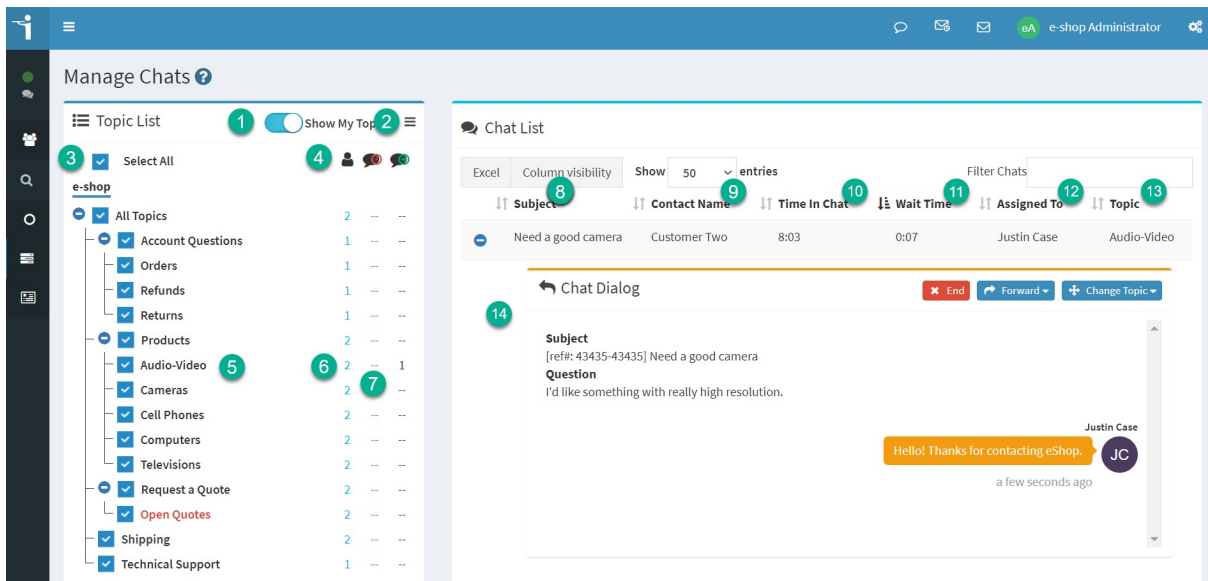 eA e-shop Administrator
Manage Chats ?
Topic List 1 Show My Top 2
3 Select All 4
e-shop
All Topics 2 -- --
Account Questions 1 -- --
Orders 1 -- --
Refunds 1 -- --
Returns 1 -- --
Products 2 -- --
Audio-Video 5 6 2 -- 1
Cameras 2 7 --
Cell Phones 2 -- --
Computers 2 -- --
Televisions 2 -- --
Request a Quote 2 -- --
Open Quotes 2 -- --
Shipping 2 -- --
Technical Support 1 -- --
Chat List
Excel Column visibility Show 50 entries Filter Chats
8 9 10 11 12 13
Subject Contact Name Time In Chat Wait Time Assigned To Topic
Need a good camera Customer Two 8:03 0:07 Justin Case Audio-Video
Chat Dialog End Forward Change Topic
14
Subject
[ref#: 43435-43435] Need a good camera
Question
I'd like something with really high resolution.
Justin Case
Hello! Thanks for contacting eShop. JC
a few seconds ago